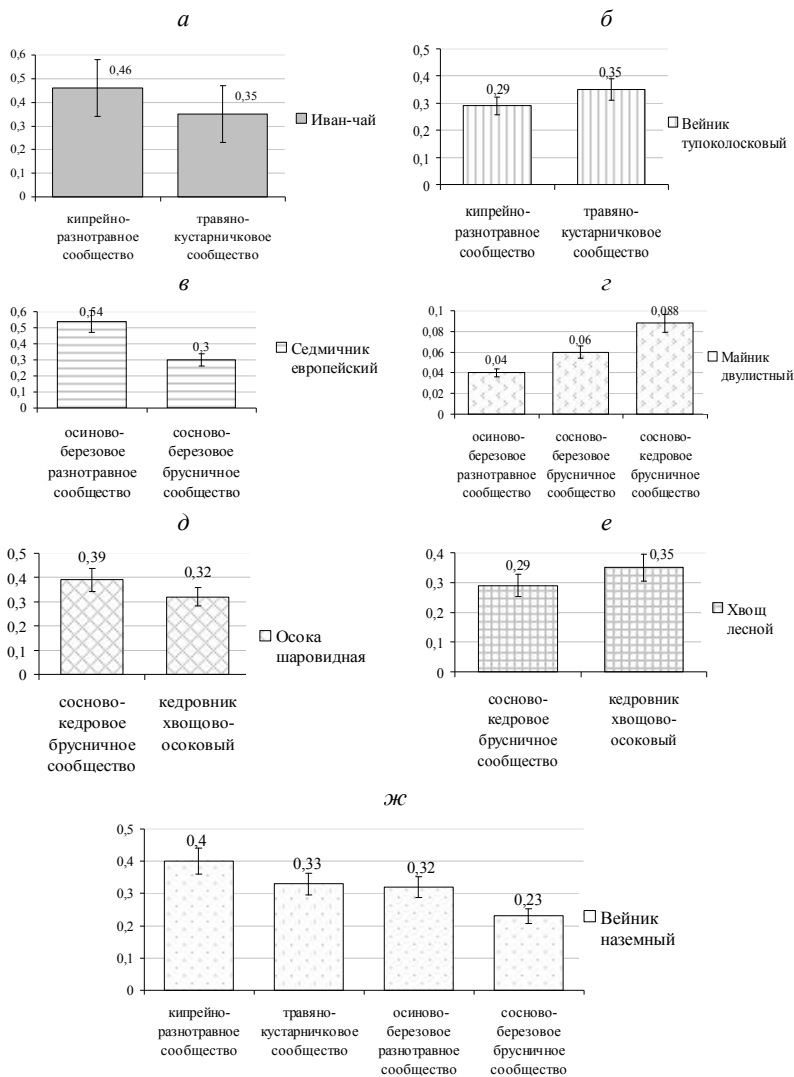 а
0,6
0,5
0,4
0,3
0,2
0,1
0
0,46
0,35
Иван-чай
кипрейно-
разнотравное
сообщество
травяно-
кустарничковое
сообщество
б
0,5
0,4
0,3
0,2
0,1
0
0,29
0,35
Вейник
тупоколосковый
кипрейно-
разнотравное
сообщество
травяно-
кустарничковое
сообщество
в
0,6
0,5
0,4
0,3
0,2
0,1
0
0,54
0,3
Седмичник
европейский
осиново-
березовое
разнотравное
сообщество
сосново-
березовое
брусничное
сообщество
г
0,1
0,08
0,06
0,04
0,02
0
0,04
0,06
0,088
Майник
двулистный
осиново-
березовое
разнотравное
сообщество
сосново-
березовое
брусничное
сообщество
сосново-
кедровое
брусничное
сообщество
д
0,5
0,4
0,3
0,2
0,1
0
0,39
0,32
Осока
шаровидная
сосново-
кедровое
брусничное
сообщество
кедровник
хвощово-
осоковый
е
0,4
0,3
0,2
0,1
0
0,29
0,35
Хвощ
лесной
сосново-
кедровое
брусничное
сообщество
кедровник
хвощово-
осоковый
ж
0,5
0,4
0,3
0,2
0,1
0
0,4
0,33
0,32
0,23
Вейник
наземный
кипрейно-
разнотравное
сообщество
травяно-
кустарничковое
сообщество
осиново-
березовое
разнотравное
сообщество
сосново-
березовое
брусничное
сообщество